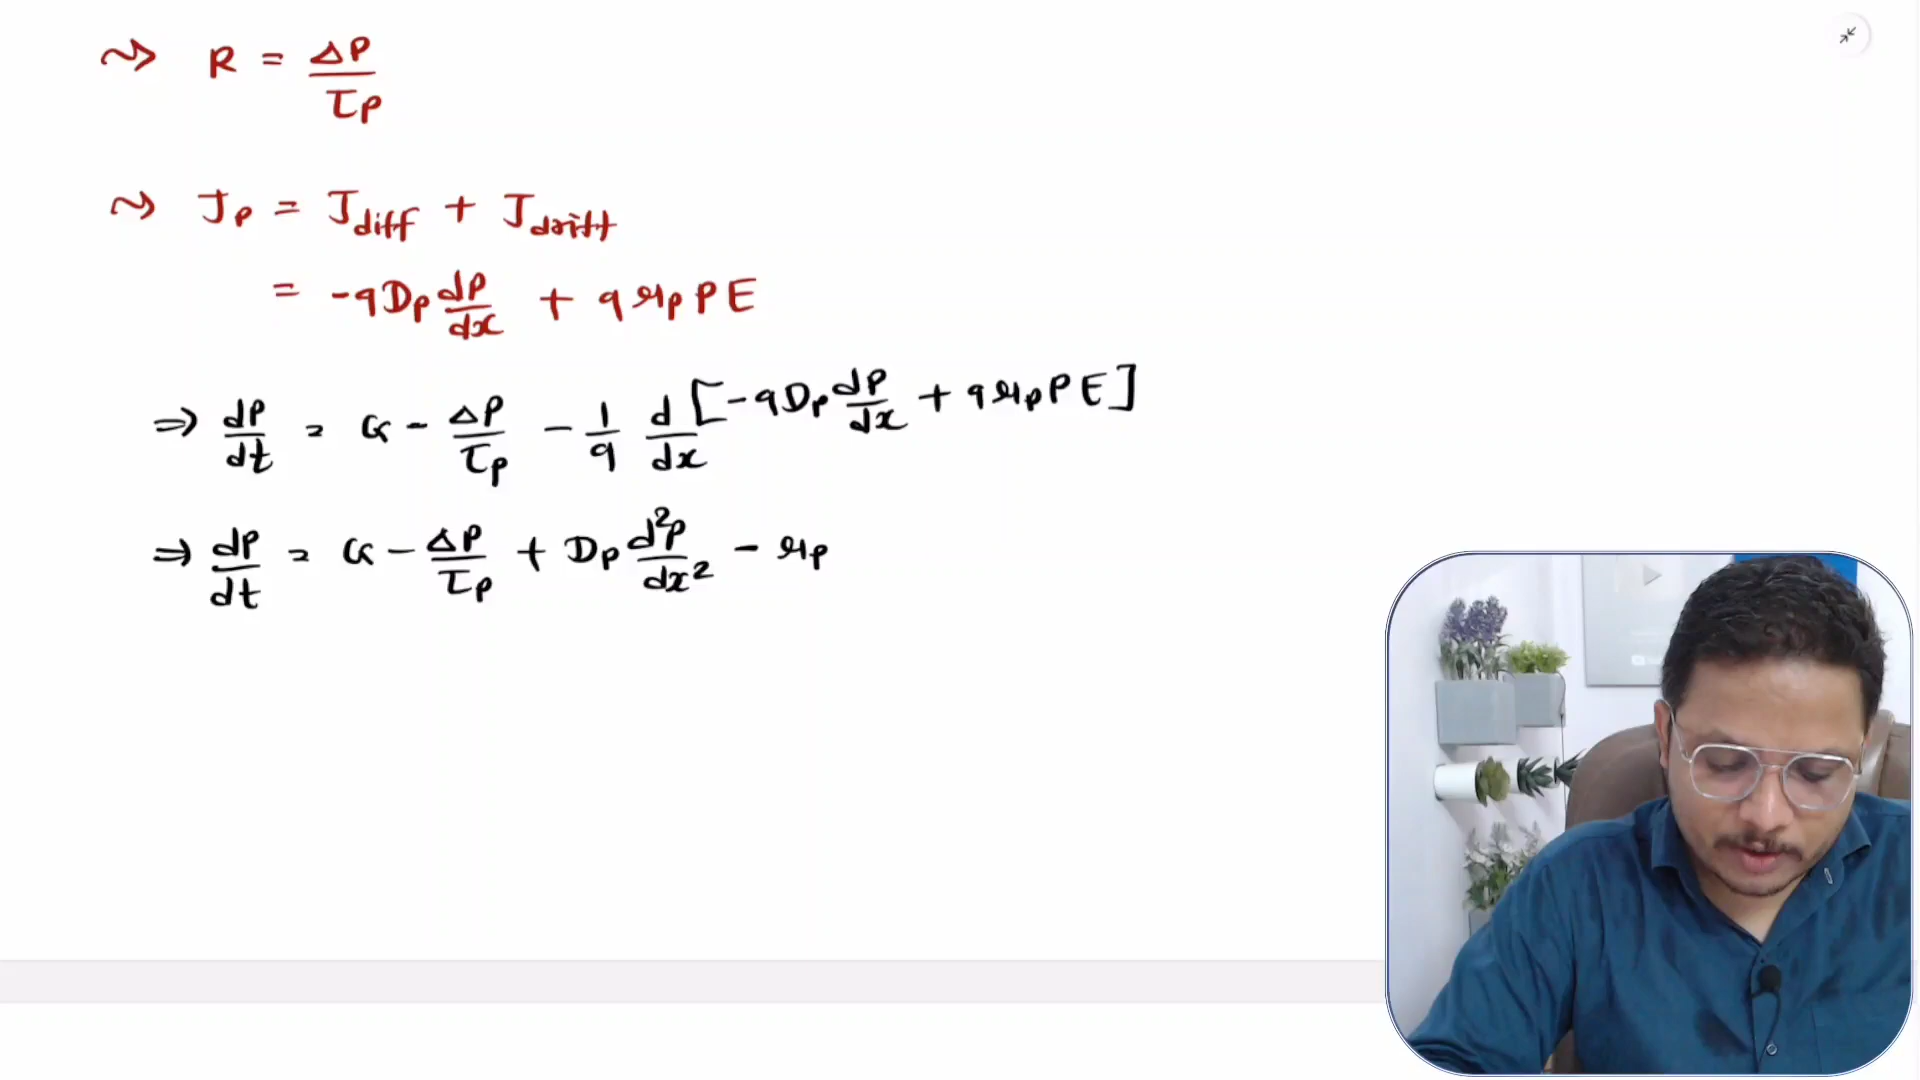 ⇝ R = Δp/τp
⇝ Jp = Jdiff + Jdrift
= -qDp dp/dx + qμp P E
⇒ dp/dt = G - Δp/τp - 1/q d/dx [-qDp dp/dx + qμp P E]
⇒ dp/dt = G - Δp/τp + Dp d²p/dx² - μp